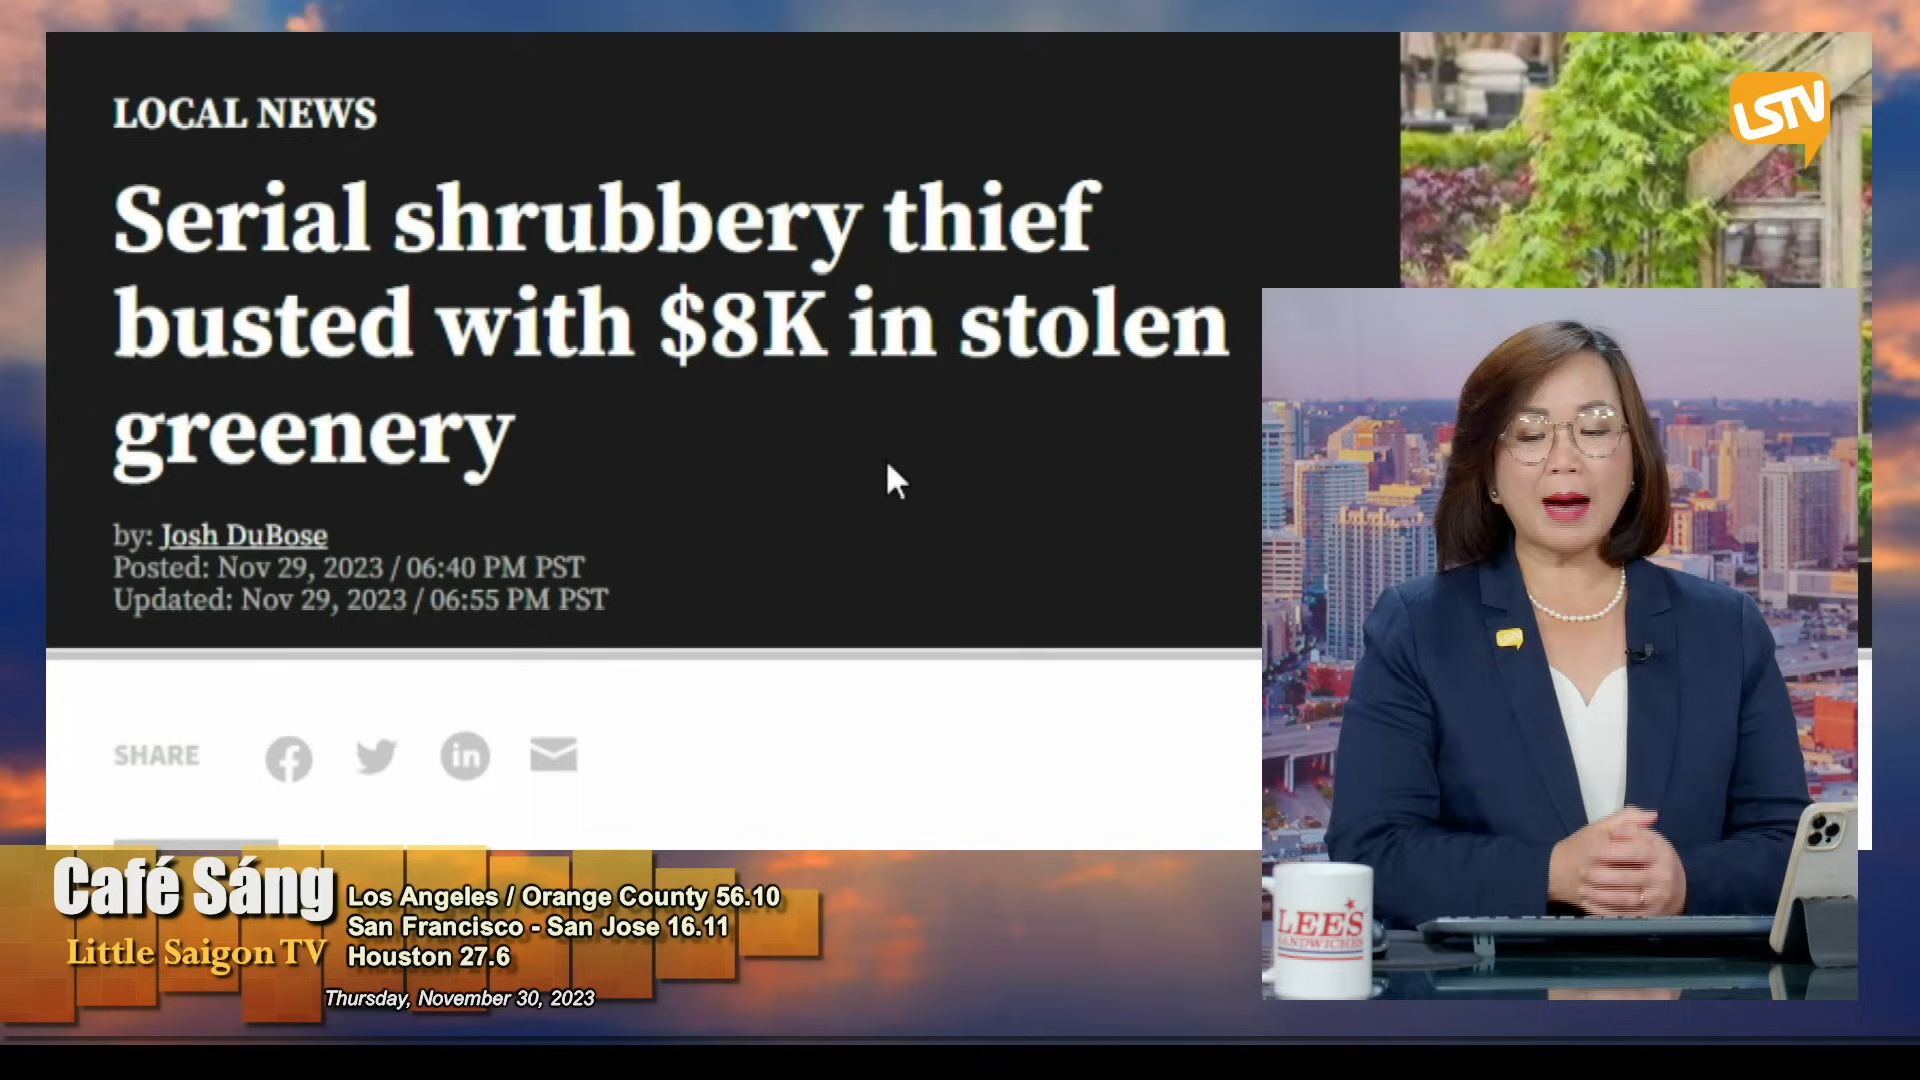 LOCAL NEWS
Serial shrubbery thief
busted with $8K in stolen
greenery
by: Josh DuBose
Posted: Nov 29, 2023 / 06:40 PM PST
Updated: Nov 29, 2023 / 06:55 PM PST
SHARE
LSTV
LSTV
LEE'S
SANDWICHES
Café Sáng
Little Saigon TV
Los Angeles / Orange County 56.10
San Francisco - San Jose 16.11
Houston 27.6
Thursday, November 30, 2023